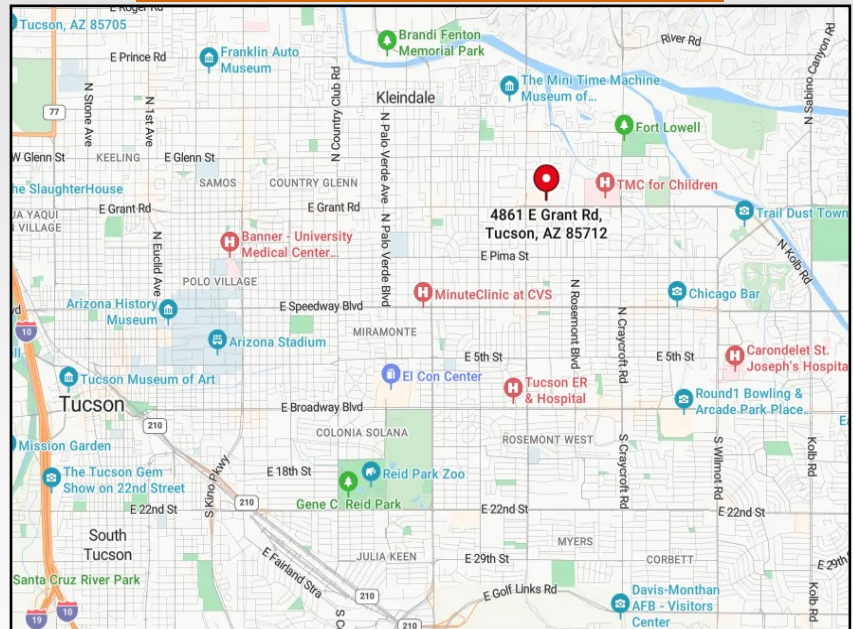 E Roger Rd
Tucson, AZ 85705
E Prince Rd
Franklin Auto
Museum
Brandi Fenton
Memorial Park
River Rd
N Sabino Canyon Rd
The Mini Time Machine
Museum of...
Kleindale
77
N Stone Ave
N 1st Ave
N Country Club Rd
N Palo Verde Ave
Fort Lowell
W Glenn St
KEELING
E Glenn St
SAMOS
COUNTRY GLENN
TMC for Children
he SlaughterHouse
E Grant Rd
E Grant Rd
4861 E Grant Rd,
Tucson, AZ 85712
Trail Dust Town
UA YAQUI
VILLAGE
N Euclid Ave
Banner - University
Medical Center...
N Palo Verde Blvd
E Pima St
N Kolb Rd
POLO VILLAGE
N Rosemont Blvd
Arizona History
Museum
E Speedway Blvd
MinuteClinic at CVS
Chicago Bar
10
Arizona Stadium
MIRAMONTE
N Craycroft Rd
E 5th St
E 5th St
Carondelet St.
Joseph's Hospita
Tucson Museum of Art
El Con Center
Tucson ER
& Hospital
Round1 Bowling &
Arcade Park Place...
Tucson
E Broadway Blvd
210
COLONIA SOLANA
ROSEMONT WEST
Mission Garden
S Kino Pkwy
S Craycroft Rd
S Wilmot Rd
Kolb Rd
The Tucson Gem
Show on 22nd Street
E 18th St
Reid Park Zoo
Gene C. Reid Park
E 22nd St
210
E 22nd St
E 22nd St
South
Tucson
MYERS
JULIA KEEN
E 29th St
CORBETT
E 29th
E Fairland Stra
Santa Cruz River Park
E Golf Links Rd
Davis-Monthan
AFB - Visitors
Center
Kolb Rd
210
10
19
210